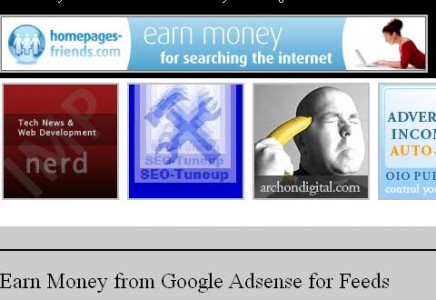 homepages-
friends.com
earn money
for searching the internet
Tech News &
Web Development
nerd
SEO-Tuneup
SEO-Tuneup
archondigital.com
ADVER
INCO
AUTO-
OIO PUB
control you
Earn Money from Google Adsense for Feeds